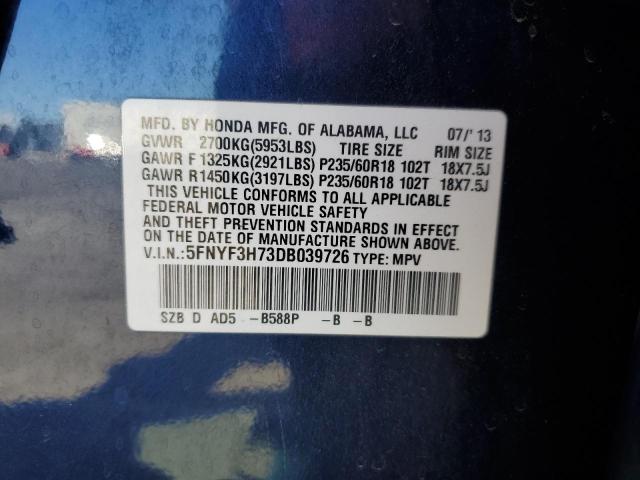 MFD. BY HONDA MFG. OF ALABAMA, LLC 07/'13
GVWR 2700KG(5953LBS) TIRE SIZE RIM SIZE
GAWR F 1325KG(2921LBS) P235/60R18 102T 18X7.5J
GAWR R1450KG(3197LBS) P235/60R18 102T 18X7.5J
THIS VEHICLE CONFORMS TO ALL APPLICABLE
FEDERAL MOTOR VEHICLE SAFETY
AND THEFT PREVENTION STANDARDS IN EFFECT
ON THE DATE OF MANUFACTURE SHOWN ABOVE.
V.I.N.:5FNYF3H73DB039726 TYPE: MPV
SZB D AD5 -B588P -B -B